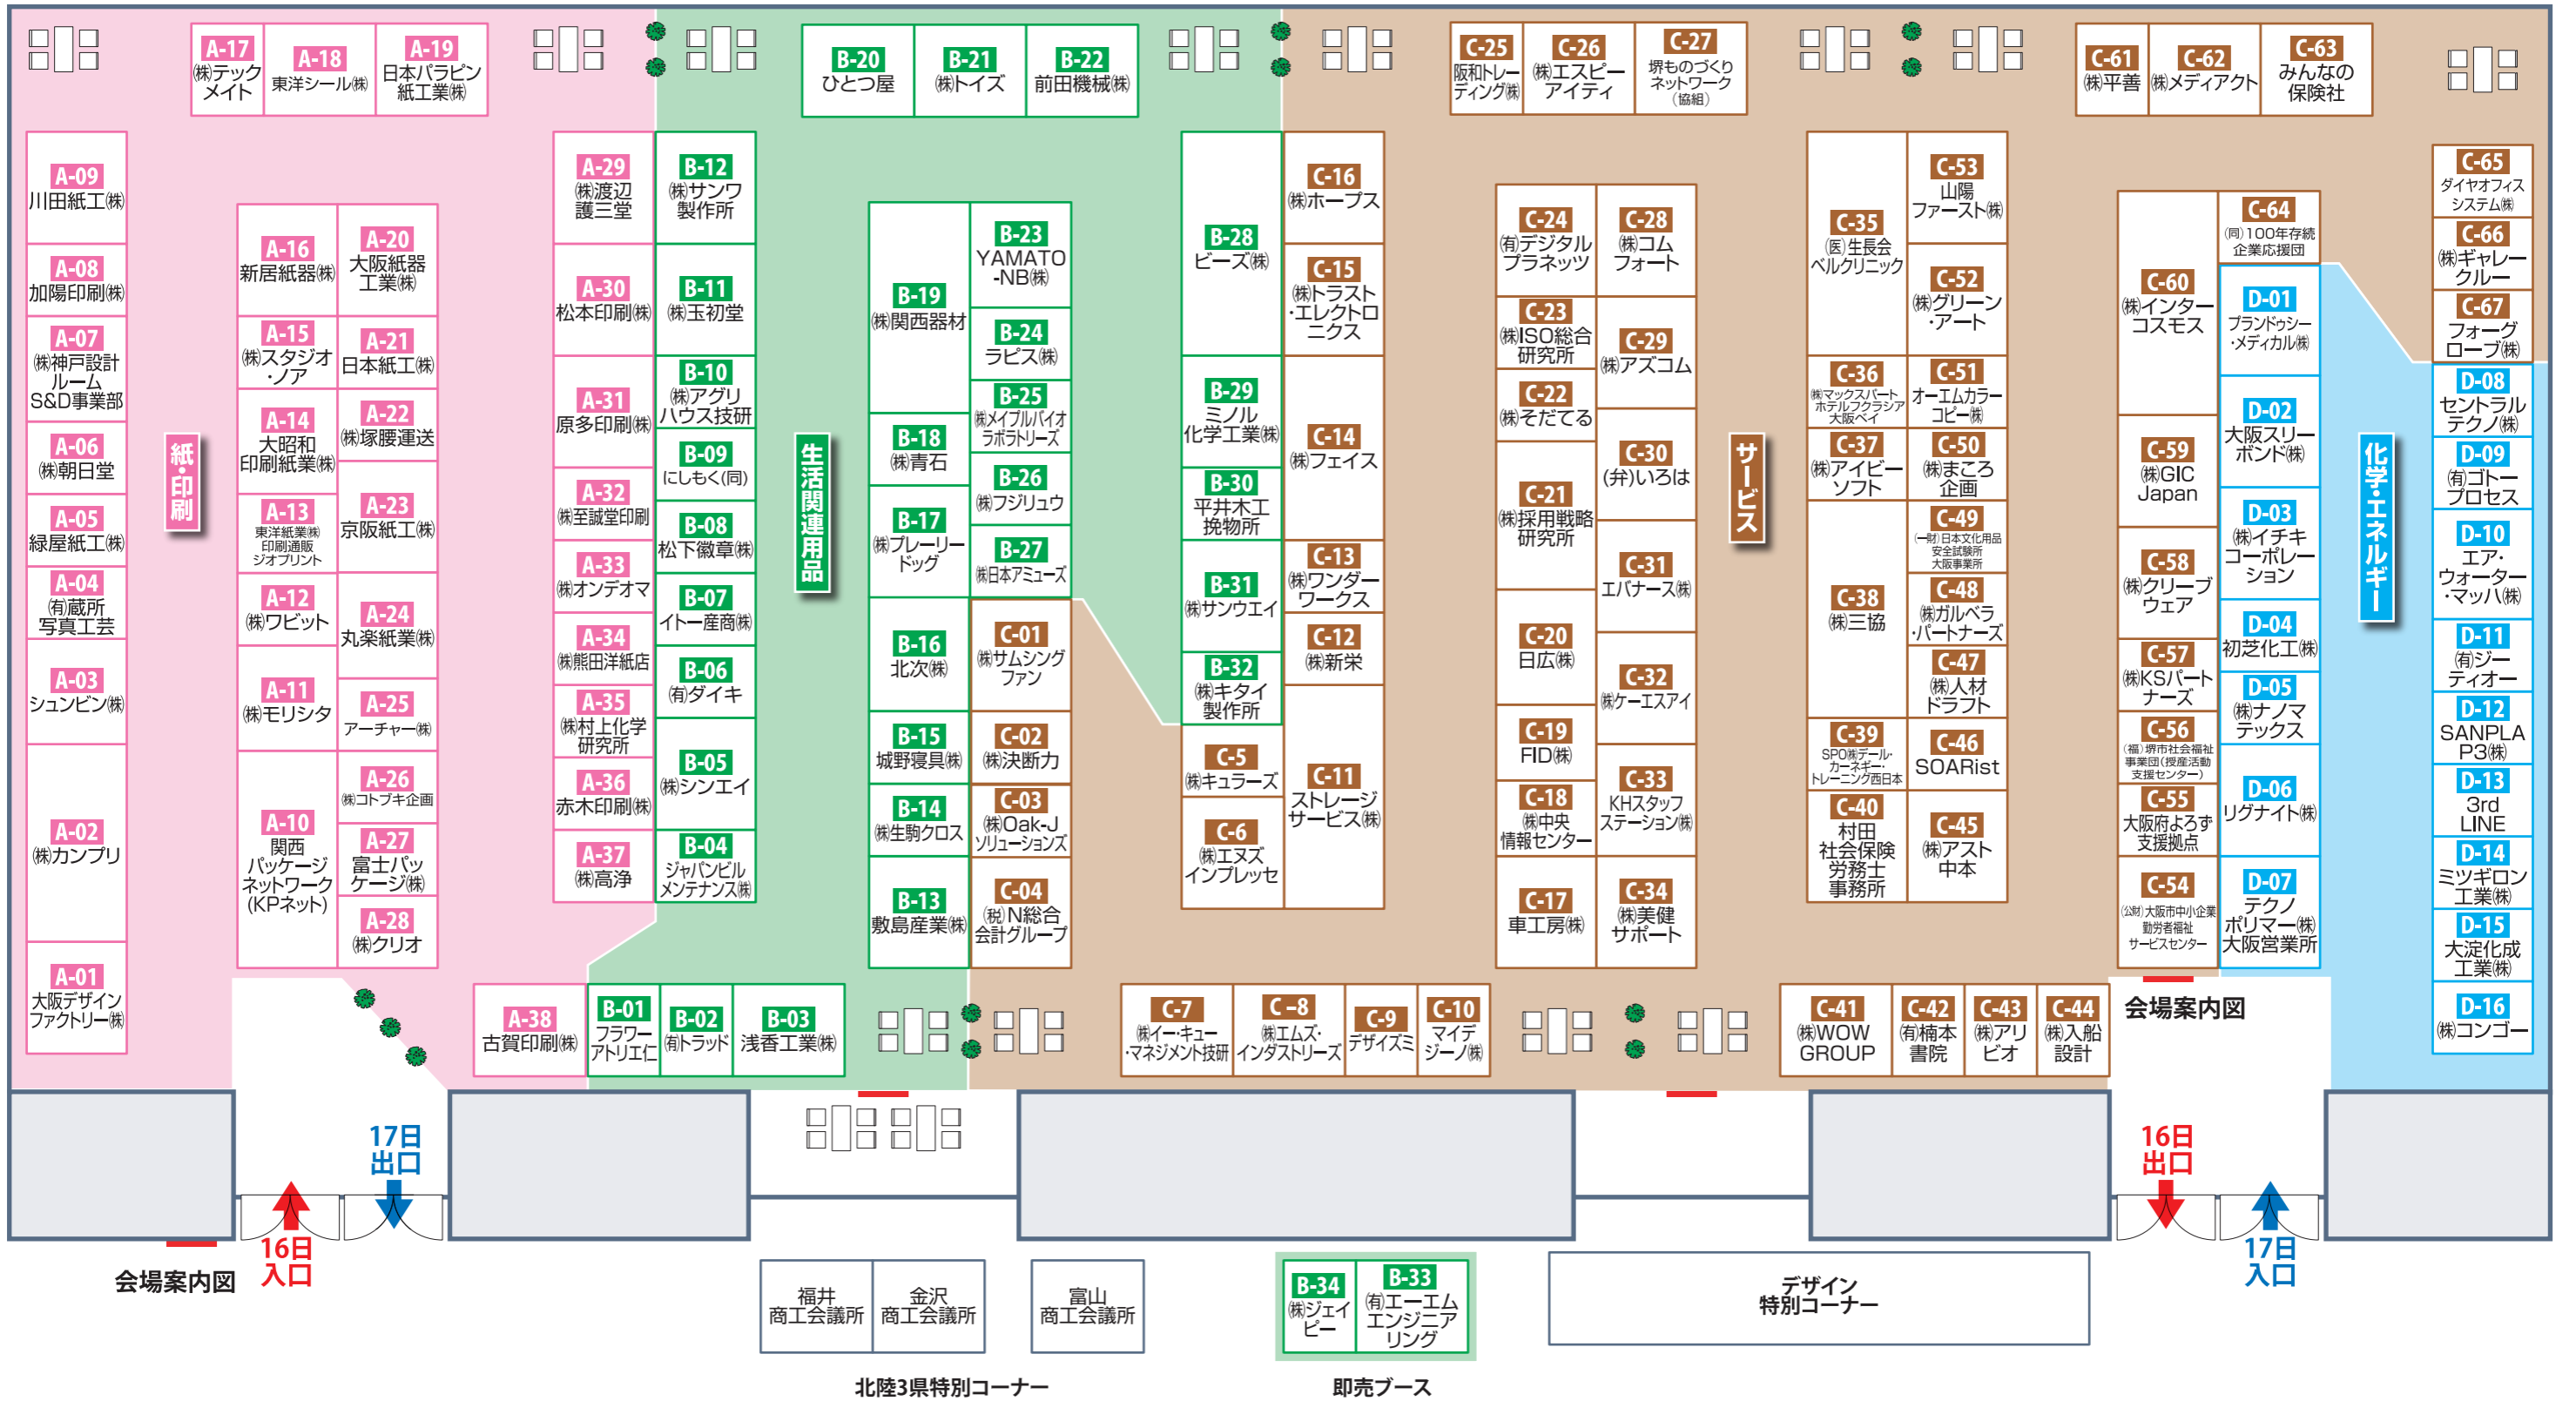 A-17
㈱テック
メイト
A-18
東洋シール㈱
A-19
日本パラピン
紙工業㈱
B-20
ひとつ屋
B-21
㈱トイズ
B-22
前田機械㈱
C-25
阪和トレー
ディング㈱
C-26
㈱エスピー
アイティ
C-27
堺ものづくり
ネットワーク
(協組)
C-61
㈱平善
C-62
㈱メディアクト
C-63
みんなの
保険社
A-09
川田紙工㈱
A-08
加陽印刷㈱
A-07
㈱神戸設計
ルーム
S&D事業部
A-06
㈱朝日堂
A-05
緑屋紙工㈱
A-04
㈲蔵所
写真工芸
A-03
シュンビン㈱
A-02
㈱カンプリ
A-01
大阪デザイン
ファクトリー㈱
紙・印刷
A-16
新居紙器㈱
A-15
㈱スタジオ
・ノア
A-14
大昭和
印刷紙業㈱
A-13
東洋紙業㈱
印刷通販
ジオプリント
A-12
㈱ワビット
A-11
㈱モリシタ
A-10
関西
パッケージ
ネットワーク
(KPネット)
A-20
大阪紙器
工業㈱
A-21
日本紙工㈱
A-22
㈱塚腰運送
A-23
京阪紙工㈱
A-24
丸楽紙業㈱
A-25
アーチャー㈱
A-26
㈱コトブキ企画
A-27
富士パッ
ケージ㈱
A-28
㈱クリオ
A-29
㈱渡辺
護三堂
A-30
松本印刷㈱
A-31
原多印刷㈱
A-32
㈱至誠堂印刷
A-33
㈱オンデオマ
A-34
㈱熊田洋紙店
A-35
㈱村上化学
研究所
A-36
赤木印刷㈱
A-37
㈱高浄
A-38
古賀印刷㈱
B-12
㈱サンワ
製作所
B-11
㈱玉初堂
B-10
㈱アグリ
ハウス技研
B-09
にしもく(同)
B-08
松下徽章㈱
B-07
イトー産商㈱
B-06
㈲ダイキ
B-05
㈱シンエイ
B-04
ジャパンビル
メンテナンス㈱
B-01
フラワー
アトリエ仁
B-02
㈲トラッド
B-03
浅香工業㈱
生活関連用品
B-19
㈱関西器材
B-18
㈱青石
B-17
㈱プレーリー
ドッグ
B-16
北次㈱
B-15
城野寝具㈱
B-14
㈱生駒クロス
B-13
敷島産業㈱
B-23
YAMATO
-NB㈱
B-24
ラピス㈱
B-25
㈱メイプルバイオ
ラボラトリーズ
B-26
㈱フジリュウ
B-27
㈱日本アミューズ
C-01
㈱サムシング
ファン
C-02
㈱決断力
C-03
㈱Oak-J
ソリューションズ
C-04
㈫N総合
会計グループ
B-28
ビーズ㈱
B-29
ミノル
化学工業㈱
B-30
平井木工
挽物所
B-31
㈱サンウエイ
B-32
㈱キタイ
製作所
C-5
㈱キュラーズ
C-6
㈱エヌズ
インプレッセ
C-16
㈱ホープス
C-15
㈱トラスト
・エレクトロ
ニクス
C-14
㈱フェイス
C-13
㈱ワンダー
ワークス
C-12
㈱新栄
C-11
ストレージ
サービス㈱
C-7
㈱イー・キュー
・マネジメント技研
C-8
㈱エムズ・
インダストリーズ
C-9
デザイズミ
C-10
マイデ
ジーノ㈱
C-24
㈲デジタル
プラネッツ
C-23
㈱ISO総合
研究所
C-22
㈱そだてる
C-21
㈱採用戦略
研究所
C-20
日広㈱
C-19
FID㈱
C-18
㈱中央
情報センター
C-17
車工房㈱
C-28
㈱コム
フォート
C-29
㈱アズコム
C-30
(弁)いろは
C-31
エバナース㈱
C-32
㈱ケーエスアイ
C-33
KHスタッフ
ステーション㈱
C-34
㈱美健
サポート
サービス
C-35
(医)生長会
ベルクリニック
C-36
㈱マックスパート
ホテルフクラシア
大阪ベイ
C-37
㈱アイビー
ソフト
C-38
㈱三協
C-39
SPO㈱デール・
カーネギー・
トレーニング西日本
C-40
村田
社会保険
労務士
事務所
C-53
山陽
ファースト㈱
C-52
㈱グリーン
・アート
C-51
オーエムカラー
コピー㈱
C-50
㈱まころ
企画
C-49
(一財)日本文化用品
安全試験所
大阪事業所
C-48
㈱ガルベラ
・パートナーズ
C-47
㈱人材
ドラフト
C-46
SOARist
C-45
㈱アスト
中本
C-41
㈱WOW
GROUP
C-42
㈲楠本
書院
C-43
㈱アリ
ビオ
C-44
㈱入船
設計
C-60
㈱インター
コスモス
C-59
㈱GIC
Japan
C-58
㈱クリーブ
ウェア
C-57
㈱KSパート
ナーズ
C-56
(福)堺市社会福祉
事業団(授産活動
支援センター)
C-55
大阪府よろず
支援拠点
C-54
(公財)大阪市中小企業
勤労者福祉
サービスセンター
会場案内図
C-64
(同)100年存続
企業応援団
D-01
ブランドゥシー
・メディカル㈱
D-02
大阪スリー
ボンド㈱
D-03
㈱イチキ
コーポレー
ション
D-04
初芝化工㈱
D-05
㈱ナノマ
テックス
D-06
リグナイト㈱
D-07
テクノ
ポリマー㈱
大阪営業所
化学・エネルギー
C-65
ダイヤオフィス
システム㈱
C-66
㈱ギャレー
クルー
C-67
フォーグ
ローブ㈱
D-08
セントラル
テクノ㈱
D-09
㈲ゴトー
プロセス
D-10
エア・
ウォーター
・マッハ㈱
D-11
㈲ジー
ティオー
D-12
SANPLA
P3㈱
D-13
3rd
LINE
D-14
ミツギロン
工業㈱
D-15
大淀化成
工業㈱
D-16
㈱コンゴー
17日
出口
16日
入口
会場案内図
16日
出口
17日
入口
福井
商工会議所
金沢
商工会議所
富山
商工会議所
北陸3県特別コーナー
B-34
㈱ジェイ
ピー
B-33
㈲エーエム
エンジニア
リング
即売ブース
デザイン
特別コーナー